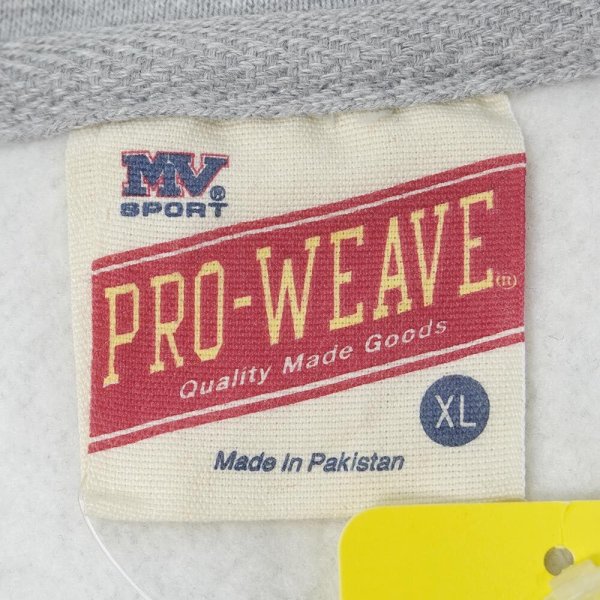 MV®
SPORT
PRO-WEAVE®
Quality Made Goods
XL
Made In Pakistan